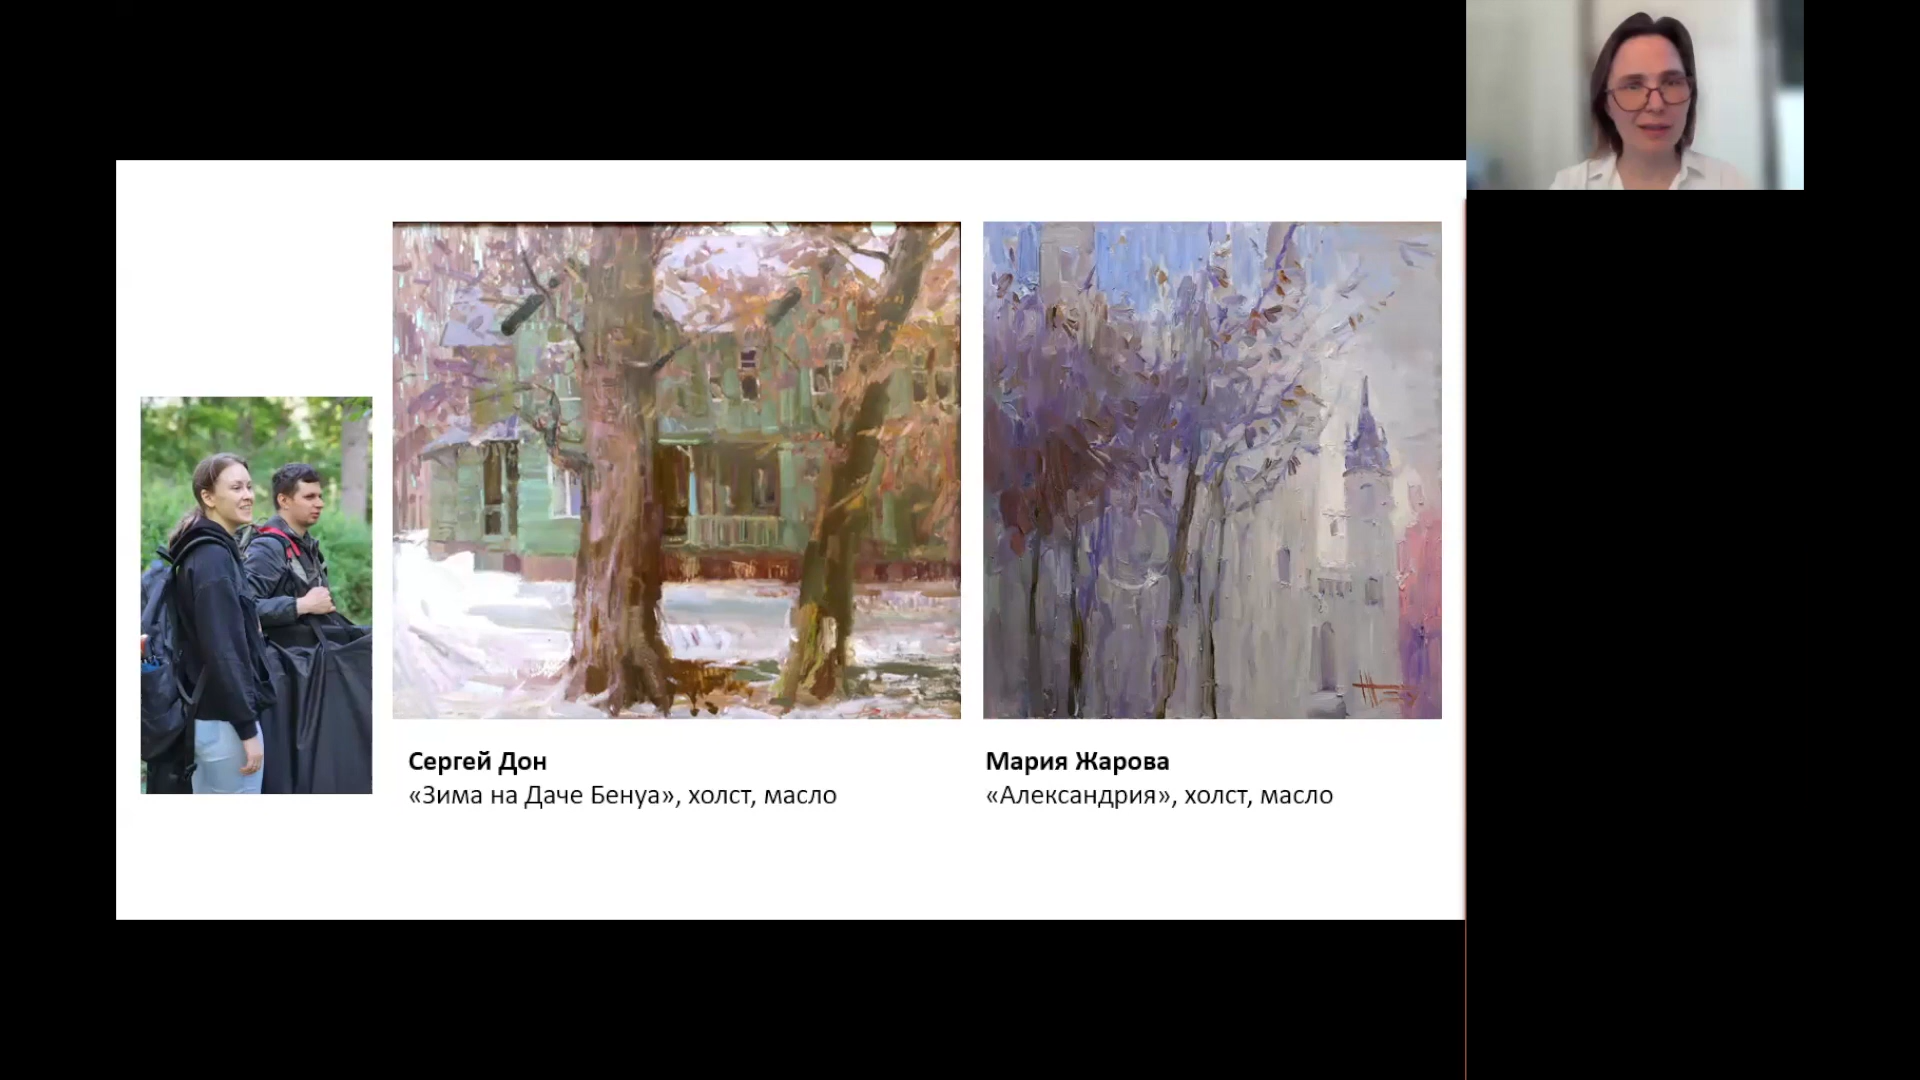 Сергей Дон
«Зима на Даче Бенуа», холст, масло
Мария Жарова
«Александрия», холст, масло